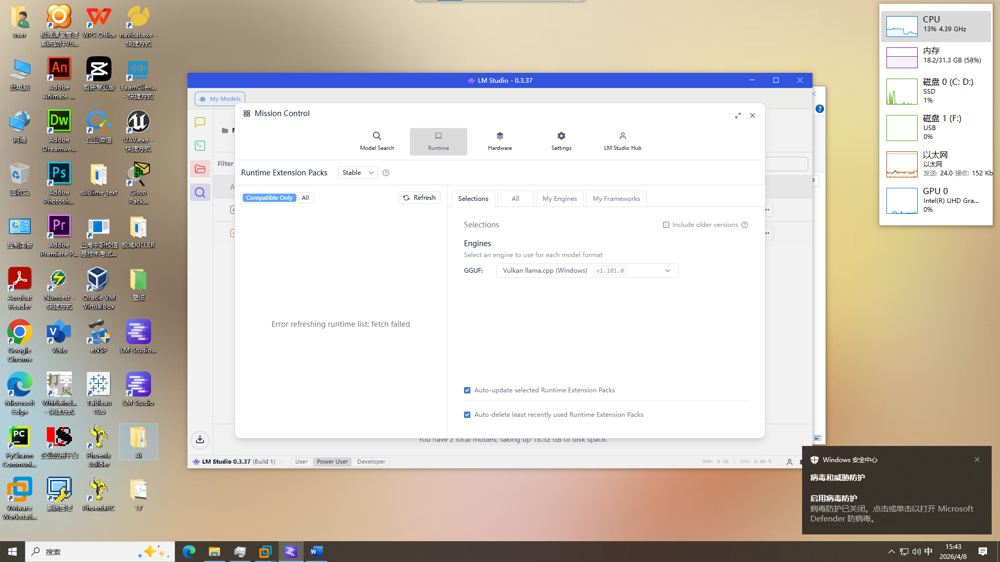 user
极域课堂管理
系统软件V6...
WPS Office
navicat.exe -
快捷方式
此电脑
Adobe
Animate ...
剪映专业版
ExamClien...
- 快捷方式
网络
Adobe
Dreamwe...
企业微信
UAV.exe -
快捷方式
回收站
Adobe
Photosh...
sublime_text
Cisco
Pack...
控制面板
Adobe
Premiere P...
上海中职校信
息技术考试...
极域KILLER
Acrobat
Reader
Numtest -
快捷方式
Oracle VM
VirtualBox
壁纸
Google
Chrome
Visio
eNSP
LM-Studio...
Microsoft
Edge
Whirlwind...
- 快捷方式
Tableau
10.5
LM Studio
PyCharm
Communi...
企业应用平台
Phoenix
Builder
Ai
VMware
Workstati...
系统管理
PhoenixRC
17
LM Studio - 0.3.37
My Models
Mission Control
Model Search
Runtime
Hardware
Settings
LM Studio Hub
Filter
Runtime Extension Packs
Stable
Compatible Only
All
Refresh
Selections
All
My Engines
My Frameworks
Selections
Include older versions
Engines
Select an engine to use for each model format
GGUF:
Vulkan llama.cpp (Windows)
v1.101.0
Error refreshing runtime list: fetch failed
Auto-update selected Runtime Extension Packs
Auto-delete least recently used Runtime Extension Packs
You have 2 local models, taking up 18.52 GB of disk space.
LM Studio 0.3.37 (Build 1)
User
Power User
Developer
RAM: 0 GB | CPU: 0.00 %
CPU
13% 4.39 GHz
内存
18.2/31.3 GB (58%)
磁盘 0 (C: D:)
SSD
1%
磁盘 1 (F:)
USB
0%
以太网
以太网
发送: 24.0 接收: 152 Kb
GPU 0
Intel(R) UHD Gra...
0%
Windows 安全中心
病毒和威胁防护
启用病毒防护
病毒防护已关闭。点击或单击以打开 Microsoft
Defender 防病毒。
搜索
中
15:43
2026/4/8